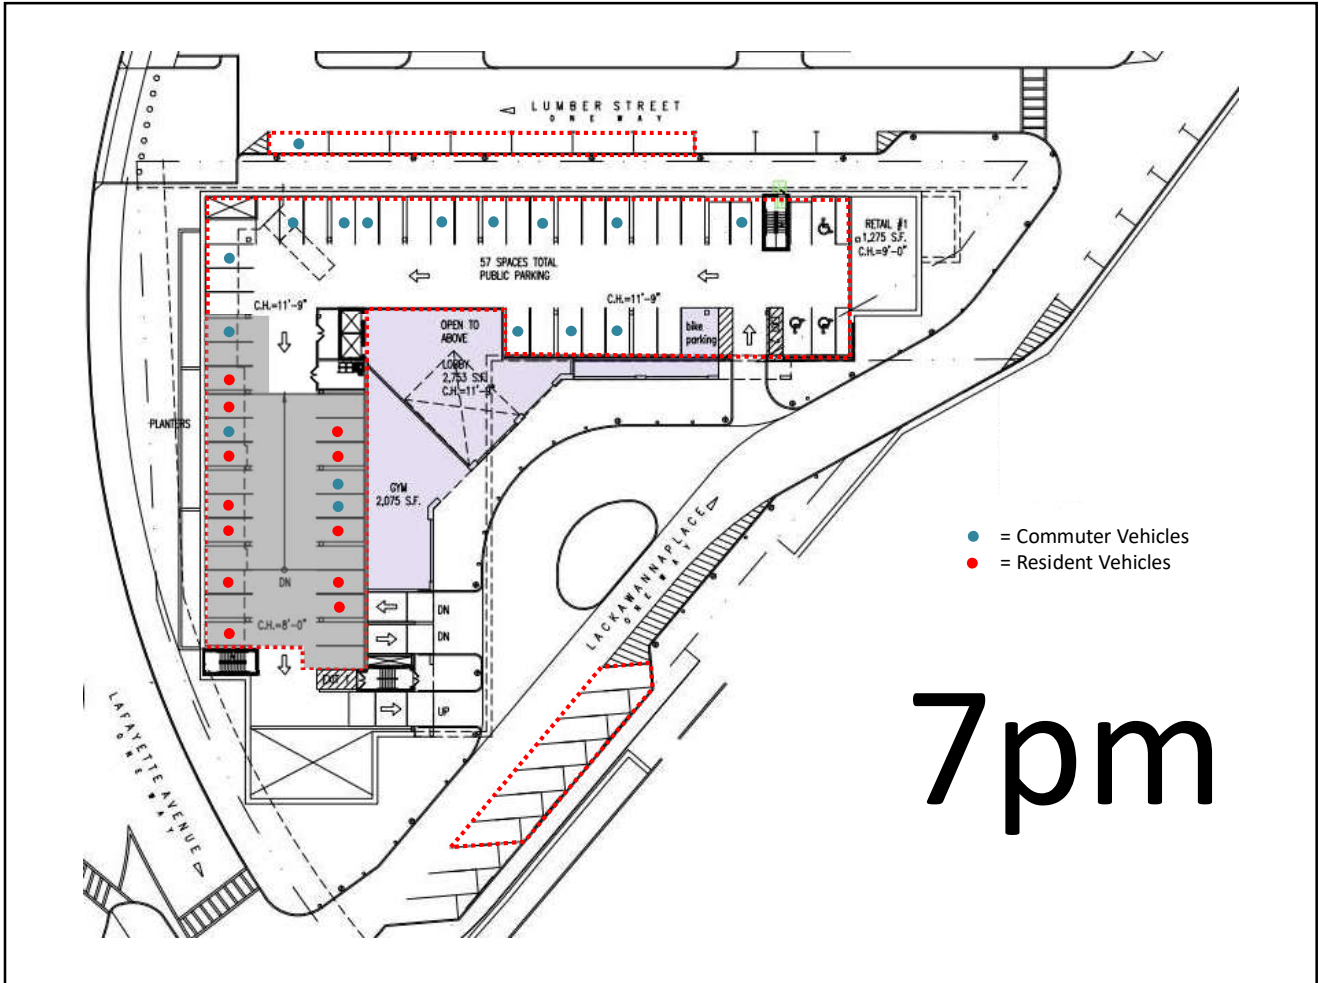 LUMBER STREET
ONE WAY
RETAIL #1
1,275 S.F.
C.H.=9'-0"
57 SPACES TOTAL
PUBLIC PARKING
C.H.=11'-9"
C.H.=11'-9"
OPEN TO
ABOVE
bike
parking
LOBBY
2,753 S.F.
C.H.=11'-9"
PLANTERS
GYM
2,075 S.F.
LACKAWANNA PLACE
ONE WAY
= Commuter Vehicles
= Resident Vehicles
DN
DN
C.H.=8'-0"
DN
EXIT
UP
LAFAYETTE AVENUE
ONE WAY
7pm